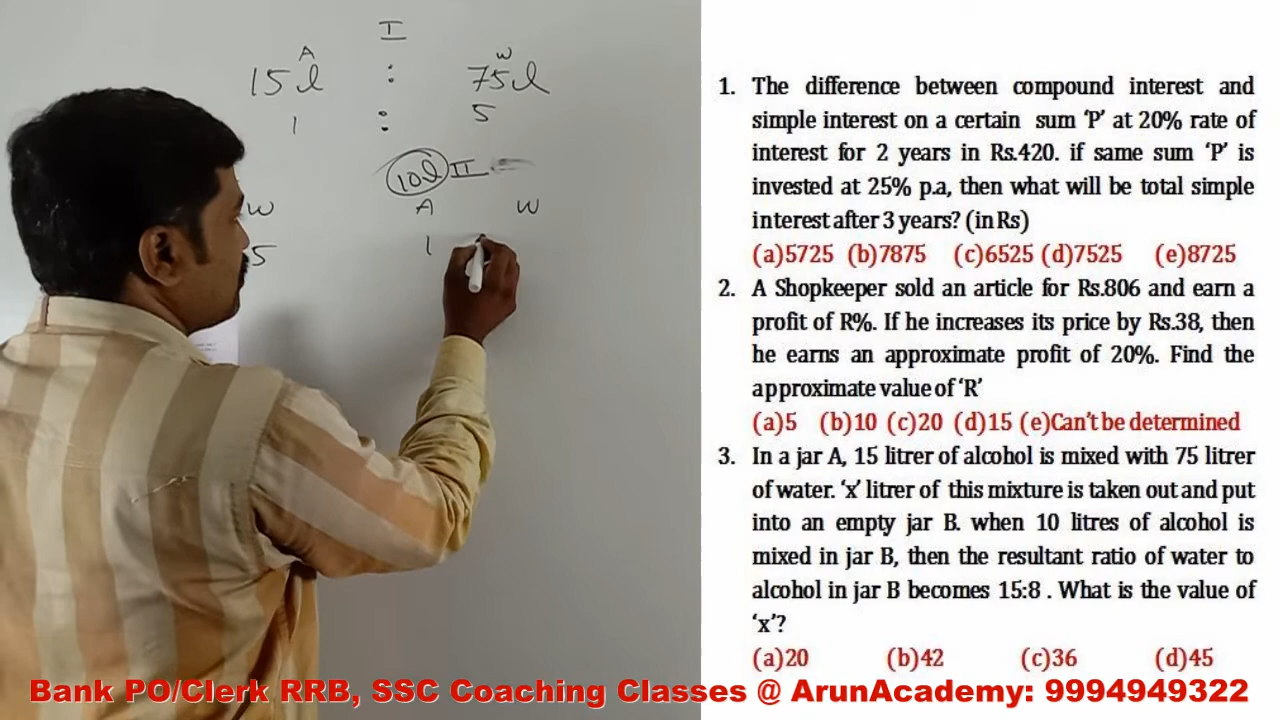 I
A W
15l : 75l
1 : 5
10l II
W A W
5 1
1. The difference between compound interest and
simple interest on a certain sum ‘P’ at 20% rate of
interest for 2 years in Rs.420. if same sum ‘P’ is
invested at 25% p.a, then what will be total simple
interest after 3 years? (in Rs)
(a)5725 (b)7875 (c)6525 (d)7525 (e)8725
2. A Shopkeeper sold an article for Rs.806 and earn a
profit of R%. If he increases its price by Rs.38, then
he earns an approximate profit of 20%. Find the
approximate value of ‘R’
(a)5 (b)10 (c)20 (d)15 (e)Can’t be determined
3. In a jar A, 15 litrer of alcohol is mixed with 75 litrer
of water. ‘x’ litrer of this mixture is taken out and put
into an empty jar B. when 10 litres of alcohol is
mixed in jar B, then the resultant ratio of water to
alcohol in jar B becomes 15:8 . What is the value of
‘x’?
(a)20 (b)42 (c)36 (d)45
Bank PO/Clerk RRB, SSC Coaching Classes @ ArunAcademy: 9994949322